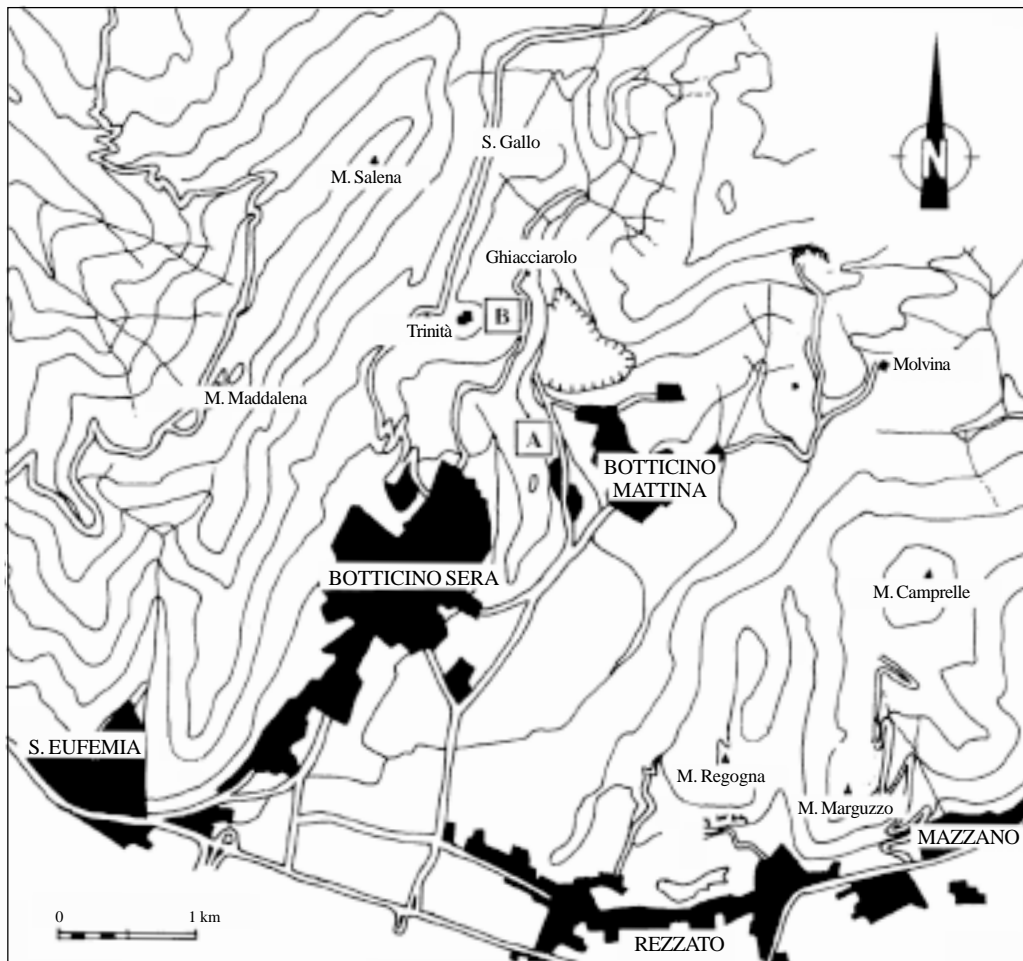 S. Gallo
N
M. Salena
Ghiacciarolo
B
Trinità
Molvina
M. Maddalena
A
BOTTICINO
MATTINA
BOTTICINO SERA
M. Camprelle
S. EUFEMIA
M. Regogna
M. Marguzzo
MAZZANO
0 1 km
REZZATO